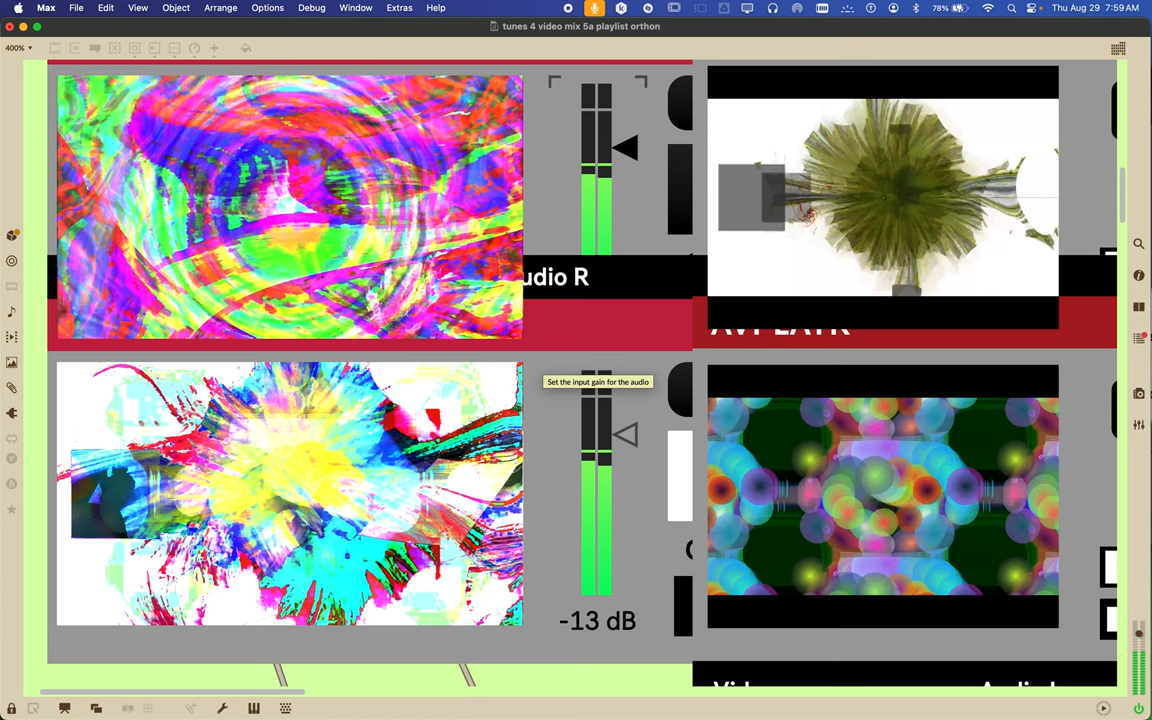 Max File Edit View Object Arrange Options Debug Window Extras Help 78% Thu Aug 29 7:59 AM
tunes 4 video mix 5a playlist orthon
400%
udio R
Set the input gain for the audio
-13 dB